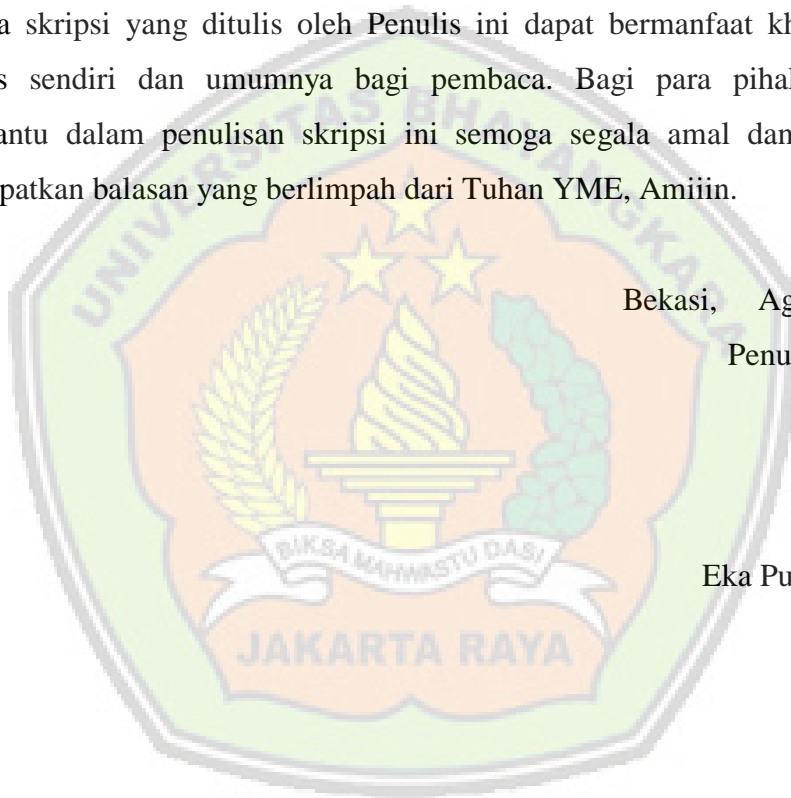 a skripsi yang ditulis oleh Penulis ini dapat bermanfaat kh
s sendiri dan umumnya bagi pembaca. Bagi para piha
antu dalam penulisan skripsi ini semoga segala amal dan
patkan balasan yang berlimpah dari Tuhan YME, Amiiin.
UNIVERSITAS BHAYANGKARA
Bekasi, Ag
Penu
BIKSA MAHWASTU DASI
Eka Pu
JAKARTA RAYA